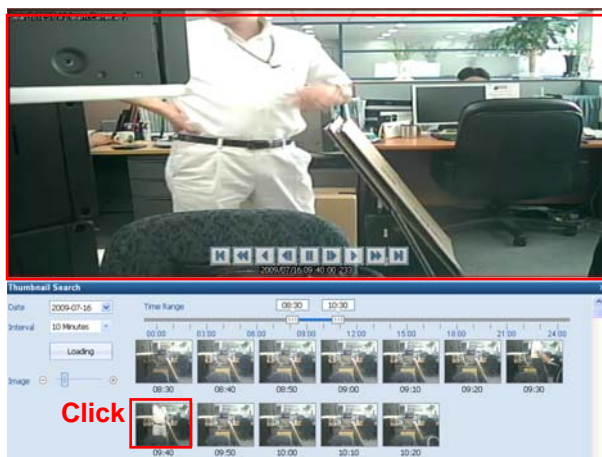 2009/07/16 09:40:00:233
Thumbnail Search
Date 2009-07-16 Time Range 08:30 10:30
Interval 10 Minutes
00:00 03:00 06:00 09:00 12:00 15:00 18:00 21:00 24:00
Loading
Image
08:30 08:40 08:50 09:00 09:10 09:20 09:30
Click
09:40 09:50 10:00 10:10 10:20